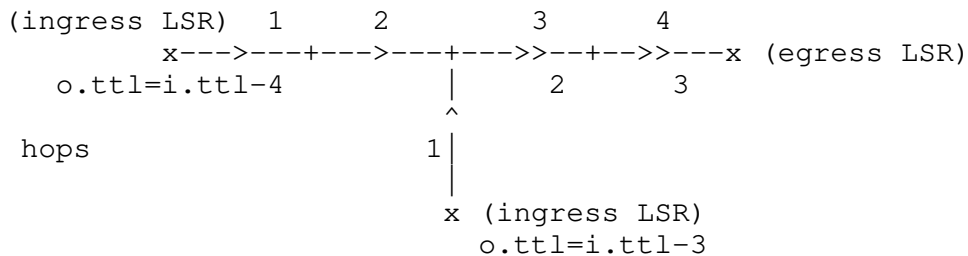 (ingress LSR) 1 2 3 4
x--->---+--->---+--->>--+-->>---x (egress LSR)
o.ttl=i.ttl-4 | 2 3
^
hops 1|
|
x (ingress LSR)
o.ttl=i.ttl-3